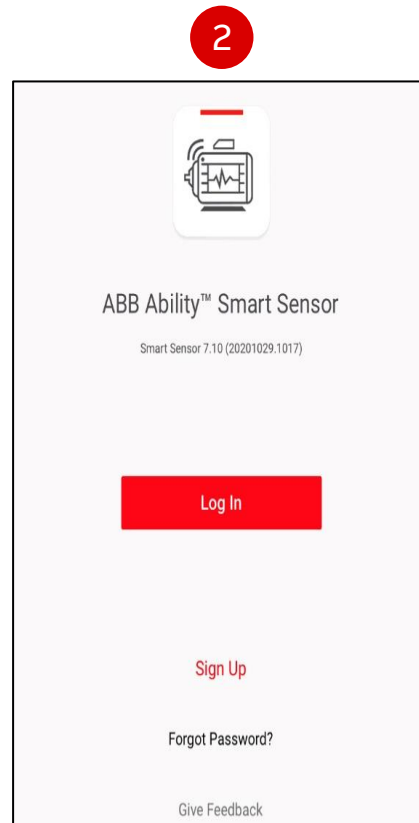 2
ABB Ability™ Smart Sensor
Smart Sensor 7.10 (20201029.1017)
Log In
Sign Up
Forgot Password?
Give Feedback